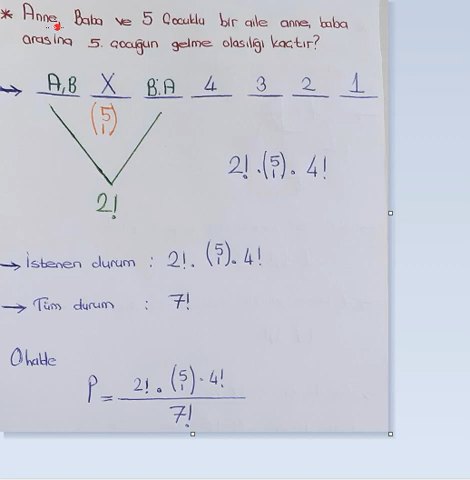 * Anne, Baba ve 5 Çocuklu bir aile anne, baba
arasına 5. çocuğun gelme olasılığı kaçtır?
→ A,B X B.A 4 3 2 1
(5 1)
2! . (5 1) . 4!
2!
→ İstenen durum : 2! . (5 1) . 4!
→ Tüm durum : 7!
O halde
P = 2! . (5 1) . 4! / 7!